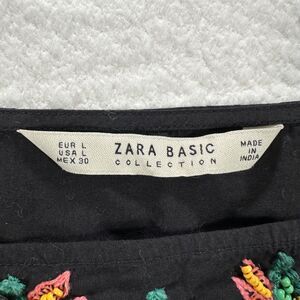 EUR L
USA L
MEX 30
ZARA BASIC
COLLECTION
MADE
IN
INDIA